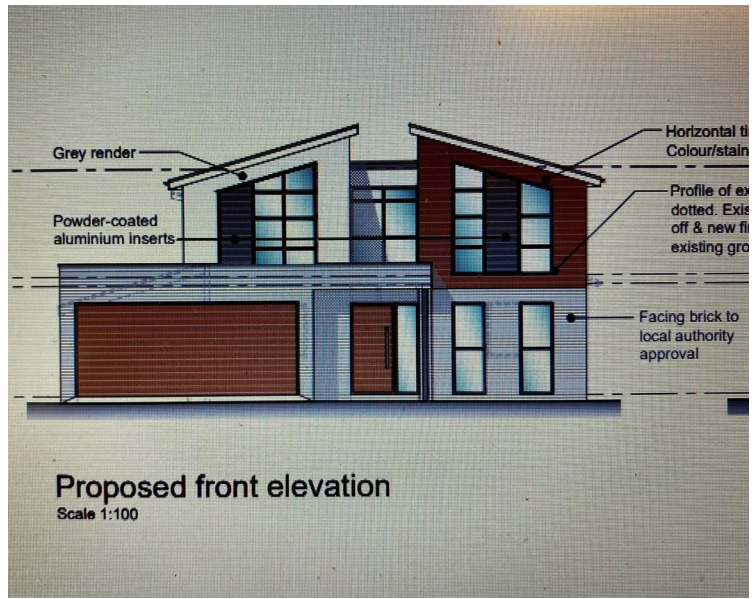 Grey render
Horizontal
Colour/stain
Powder-coated
aluminium inserts
Profile of
dotted.
off & new
existing
Facing brick to
local authority
approval
Proposed front elevation
Scale 1:100